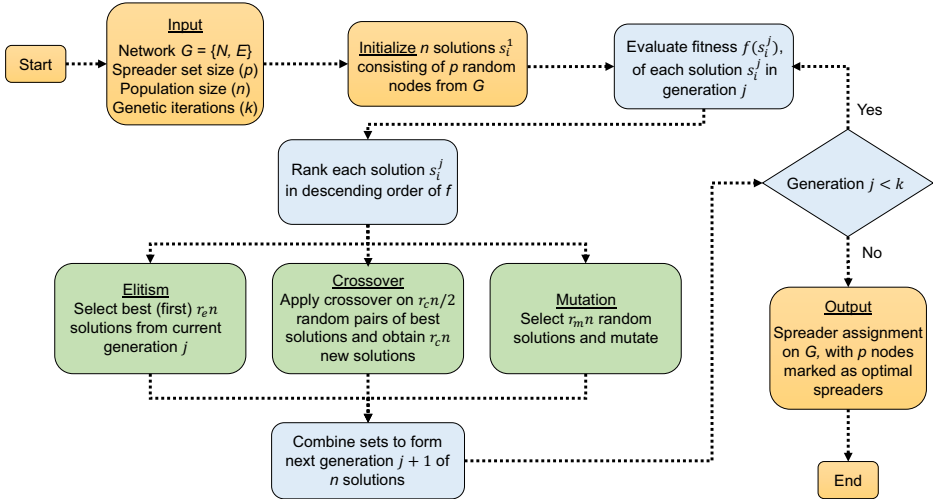 Start
Input
Network G = {N, E}
Spreader set size (p)
Population size (n)
Genetic iterions (k)
Initialize n solutions s_i^1
consisting of p random
nodes from G
Evaluate fitness f(s_i^j),
of each solution s_i^j in
generation j
Rank each solution s_i^j
in descending order of f
Elitism
Select best (first) r_e n
solutions from current
generation j
Crossover
Apply crossover on r_c n/2
random pairs of best
solutions and obtain r_c n
new solutions
Mutation
Select r_m n random
solutions and mutate
Combine sets to form
next generation j + 1 of
n solutions
Yes
Generation j < k
No
Output
Spreader assignment
on G, with p nodes
marked as optimal
spreaders
End